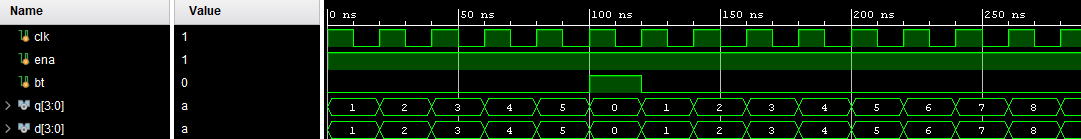 Name Value 0 ns 50 ns 100 ns 150 ns 200 ns 250 ns
clk 1
ena 1
bt 0
q[3:0] a 1 2 3 4 5 0 1 2 3 4 5 6 7 8
d[3:0] a 1 2 3 4 5 0 1 2 3 4 5 6 7 8